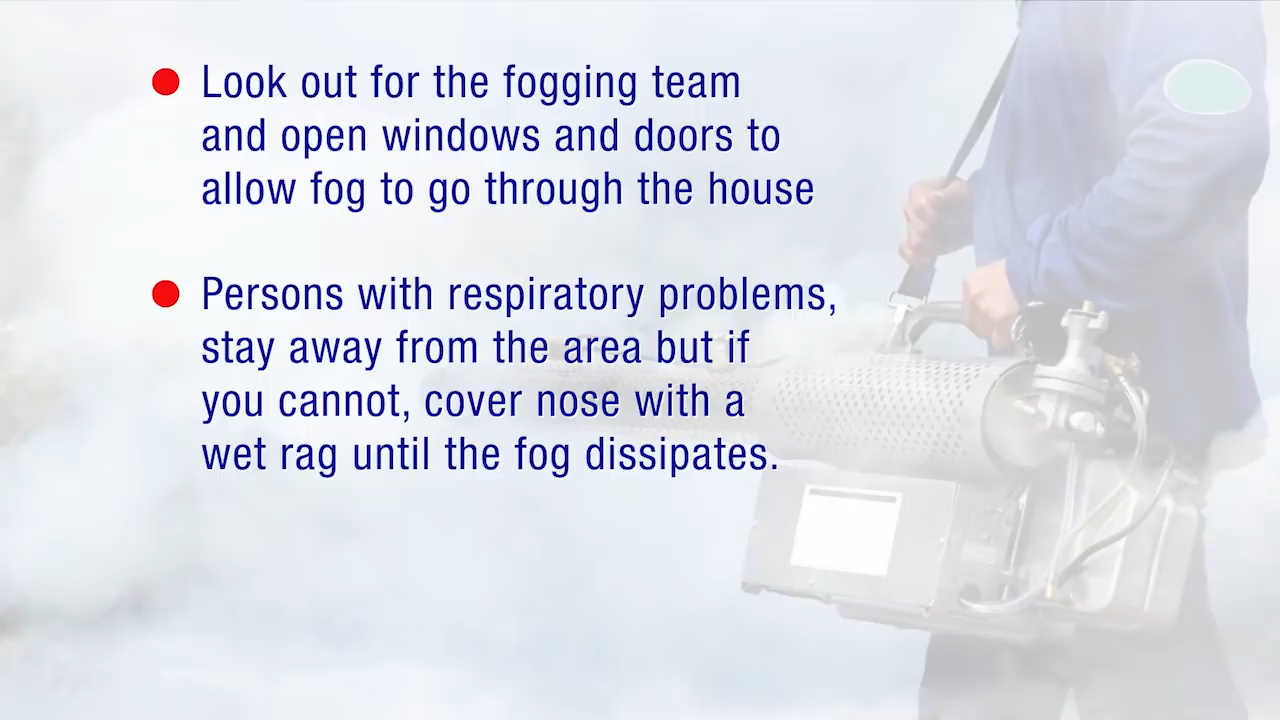 Look out for the fogging team
and open windows and doors to
allow fog to go through the house
Persons with respiratory problems,
stay away from the area but if
you cannot, cover nose with a
wet rag until the fog dissipates.